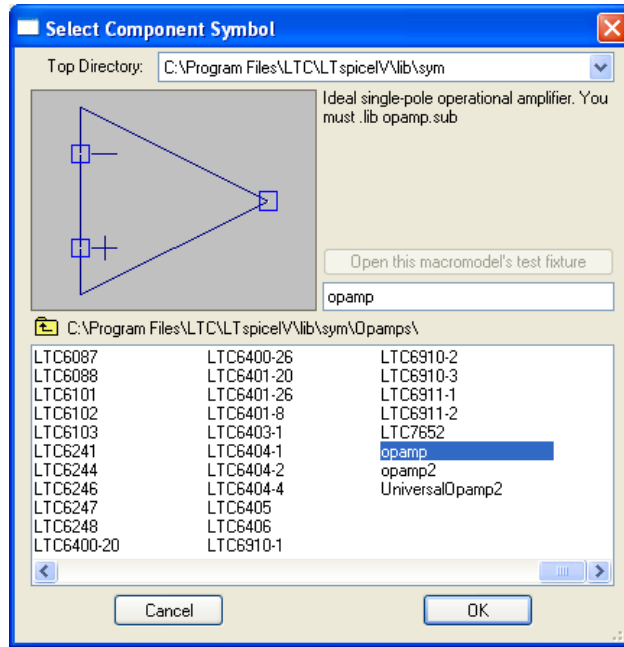 Select Component Symbol
Top Directory: C:\Program Files\LTC\LTspiceIV\lib\sym
Ideal single-pole operational amplifier. You
must .lib opamp.sub
Open this macromodel's test fixture
opamp
C:\Program Files\LTC\LTspiceIV\lib\sym\Opamps\
LTC6087 LTC6400-26 LTC6910-2
LTC6088 LTC6401-20 LTC6910-3
LTC6101 LTC6401-26 LTC6911-1
LTC6102 LTC6401-8 LTC6911-2
LTC6103 LTC6403-1 LTC7652
LTC6241 LTC6404-1 opamp
LTC6244 LTC6404-2 opamp2
LTC6246 LTC6404-4 UniversalOpamp2
LTC6247 LTC6405
LTC6248 LTC6406
LTC6400-20 LTC6910-1
Cancel OK